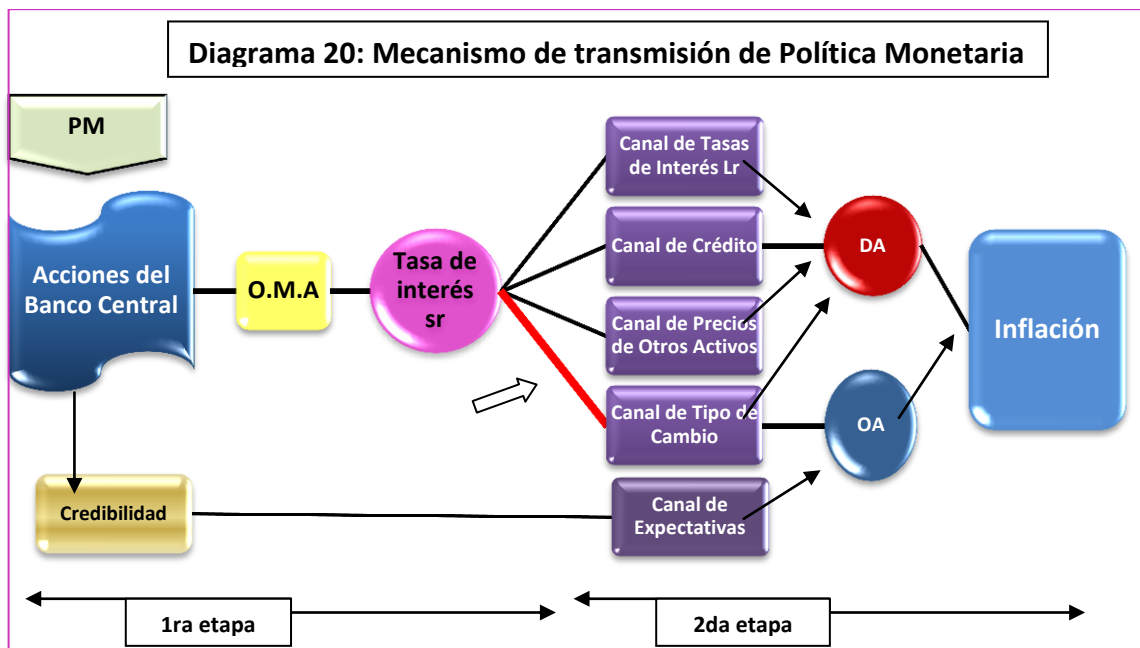 Diagrama 20: Mecanismo de transmisión de Política Monetaria
PM
Acciones del
Banco Central
O.M.A
Tasa de
interés
sr
Canal de Tasas
de Interés Lr
Canal de Crédito
Canal de Precios
de Otros Activos
Canal de Tipo de
Cambio
Canal de
Expectativas
DA
OA
Inflación
Credibilidad
1ra etapa
2da etapa